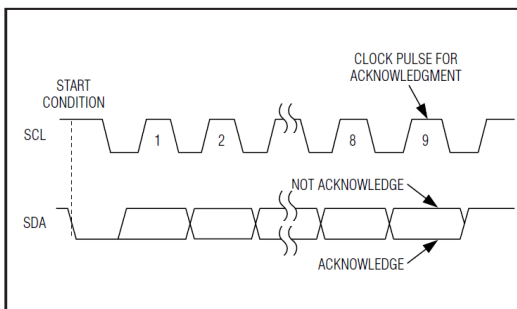 CLOCK PULSE FOR
ACKNOWLEDGMENT
START
CONDITION
SCL
1
2
8
9
NOT ACKNOWLEDGE
SDA
ACKNOWLEDGE